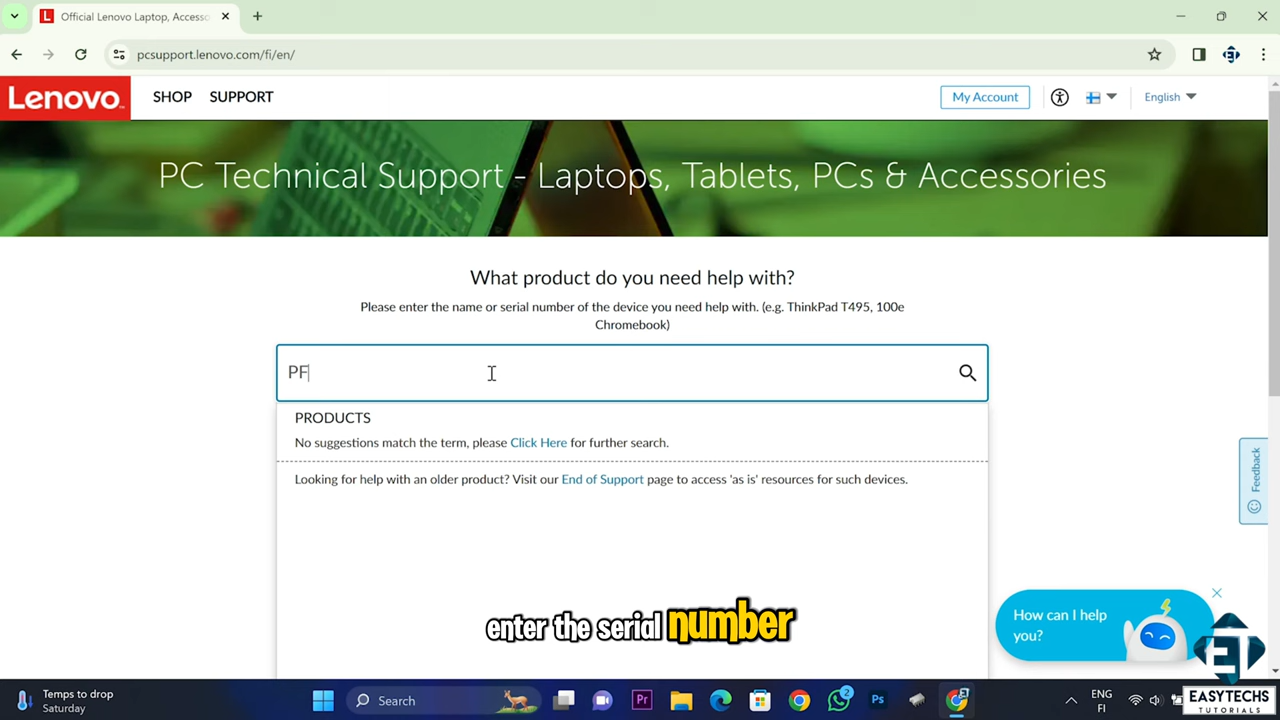 Official Lenovo Laptop, Accesso
pcsupport.lenovo.com/fi/en/
Lenovo
SHOP
SUPPORT
My Account
English
PC Technical Support - Laptops, Tablets, PCs & Accessories
What product do you need help with?
Please enter the name or serial number of the device you need help with. (e.g. ThinkPad T495, 100e
Chromebook)
PF
PRODUCTS
No suggestions match the term, please Click Here for further search.
Looking for help with an older product? Visit our End of Support page to access 'as is' resources for such devices.
Feedback
How can I help
you?
enter the serial number
ET
EASYTECHS
TUTORIALS
Temps to drop
Saturday
Search
Pr
2
Ps
ENG
FI